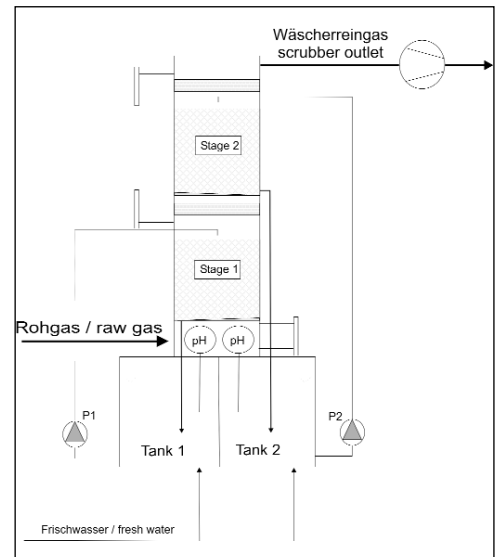 Wäscherreingas
scrubber outlet
Stage 2
Stage 1
Rohgas / raw gas
pH pH
P1
P2
Tank 1 Tank 2
Frischwasser / fresh water